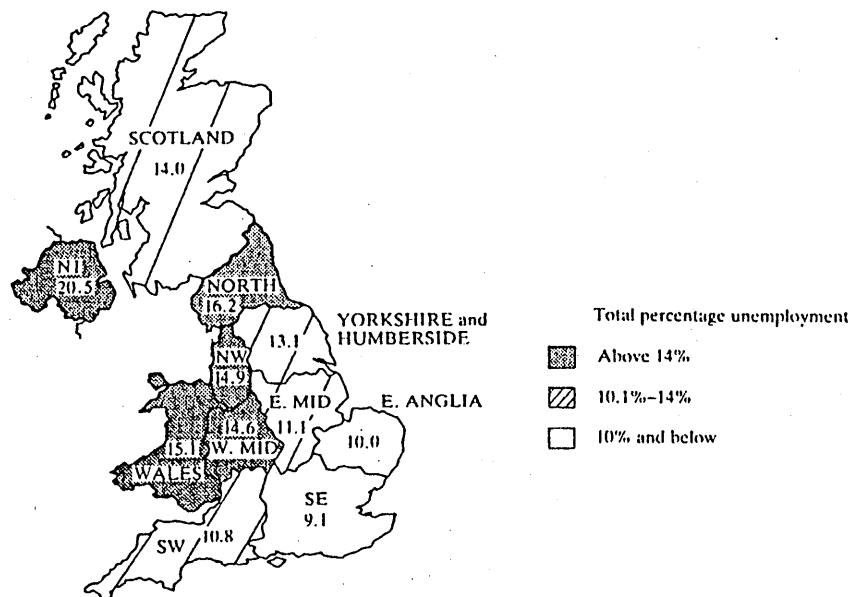 SCOTLAND
14.0
NI
20.5
NORTH
16.2
YORKSHIRE and
HUMBERSIDE
13.1
NW
14.9
E. MID
11.1
E. ANGLIA
10.0
14.6
W. MID
15.1
WALES
SE
9.1
SW
10.8
Total percentage unemployment
Above 14%
10.1%–14%
10% and below